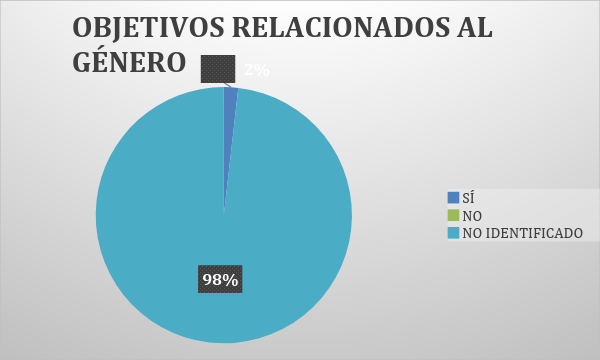 OBJETIVOS RELACIONADOS AL
GÉNERO
2%
98%
SÍ
NO
NO IDENTIFICADO